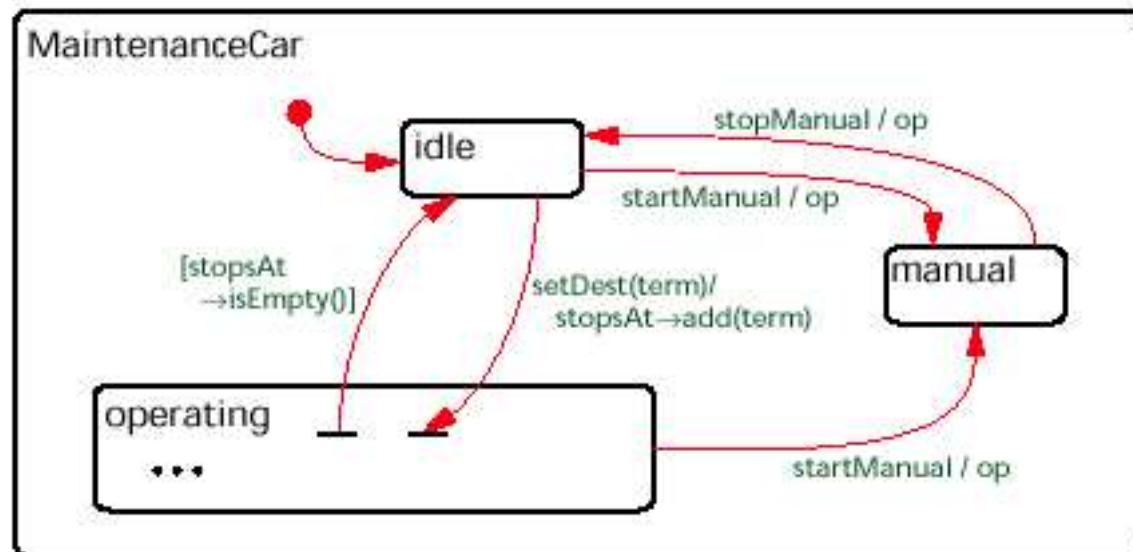 MaintenanceCar
idle
stopManual / op
startManual / op
manual
[stopsAt
→isEmpty()]
setDest(term)/
stopsAt→add(term)
operating
•••
startManual / op